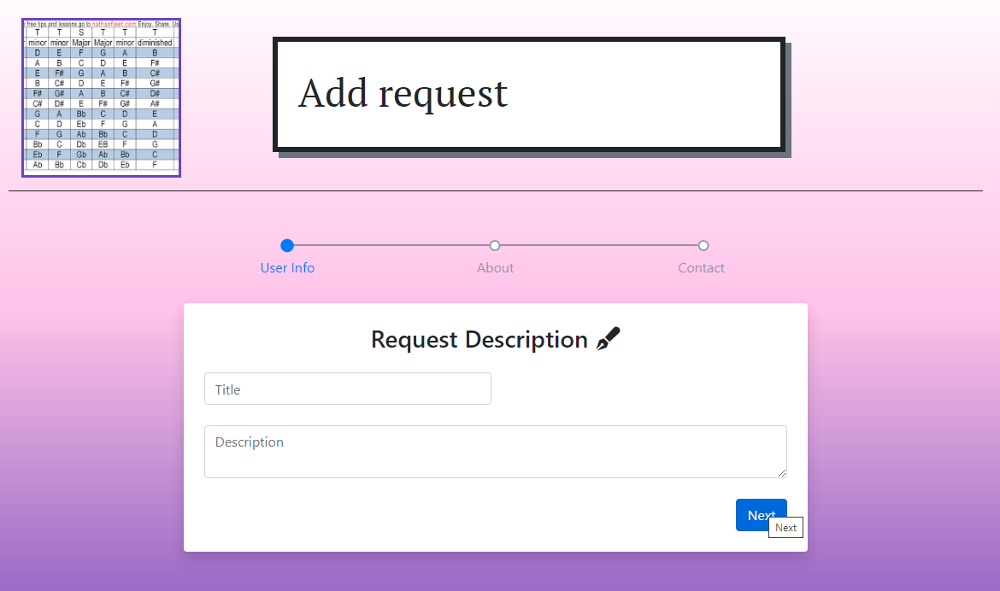 free tips and lessons go to nathanfleet.com Enjoy, Share, Us
T T S T T T
minor minor Major Major minor diminished
D E F G A B
A B C D E F#
E F# G A B C#
B C# D E F# G#
F# G# A B C# D#
C# D# E F# G# A#
G A Bb C D E
C D Eb F G A
F G Ab Bb C D
Bb C Db EB F G
Eb F Gb Ab Bb C
Ab Bb Cb Db Eb F
Add request
User Info About Contact
Request Description
Title
Description
Next
Next